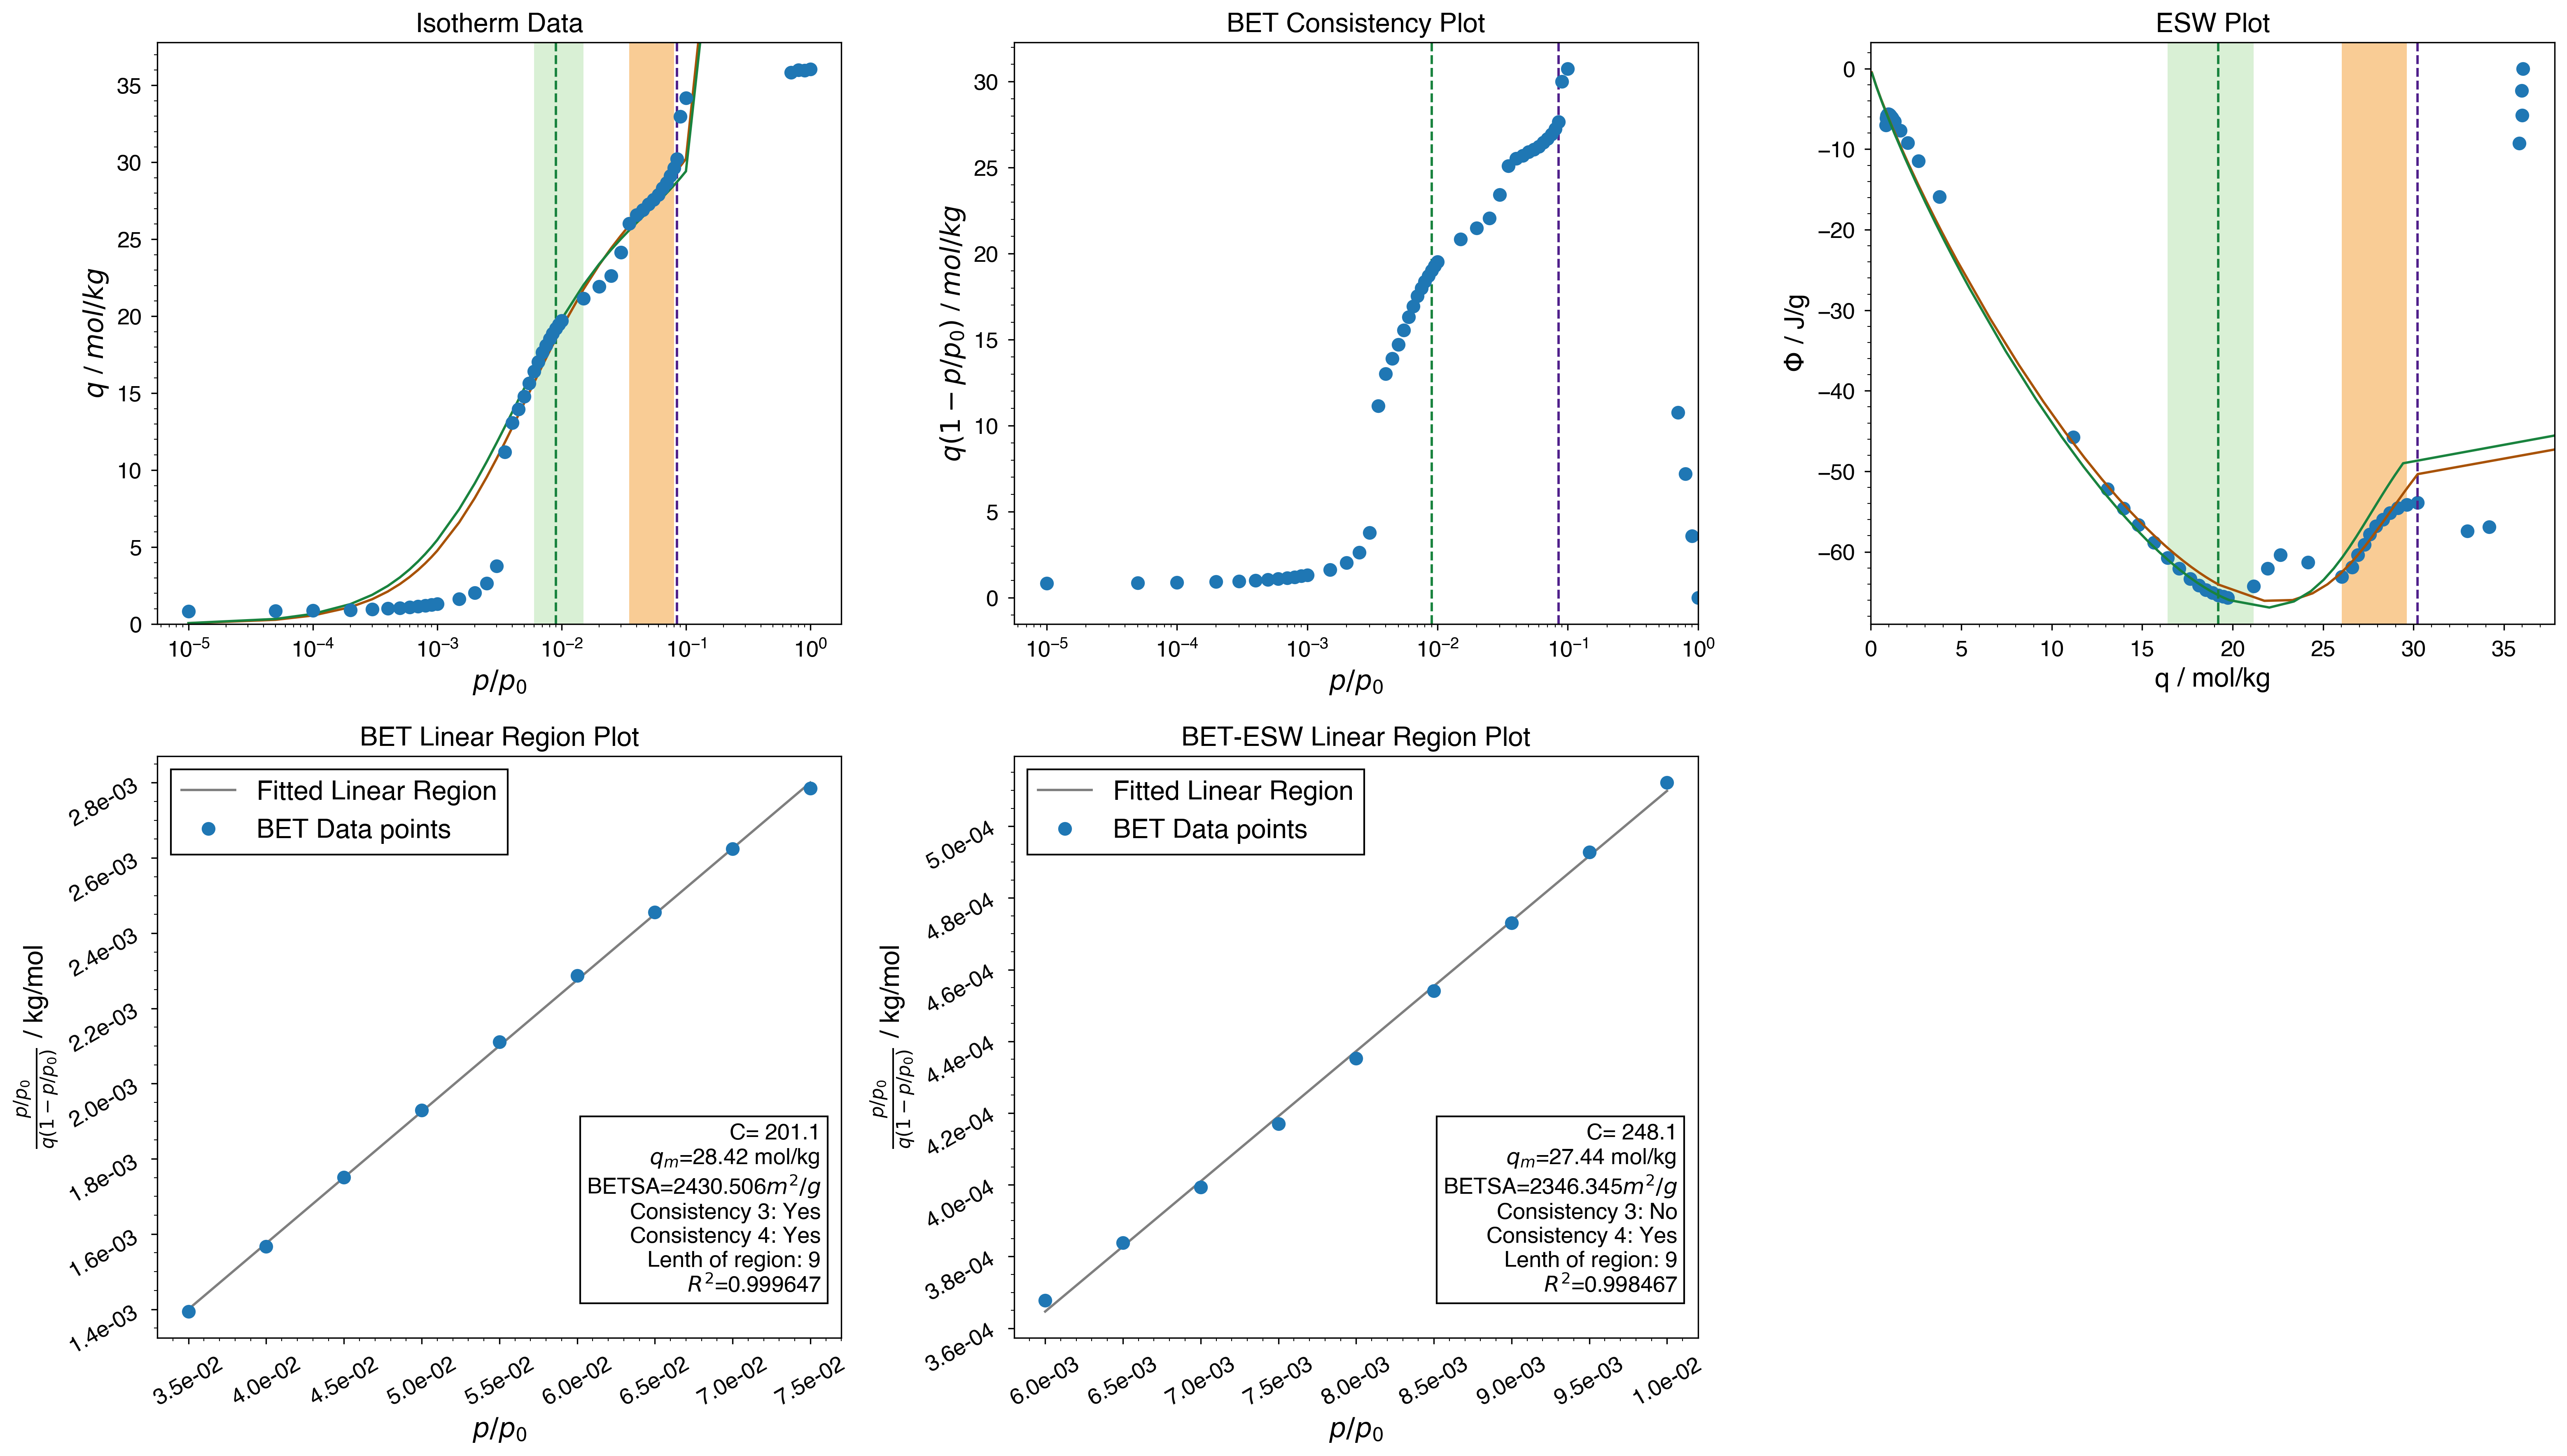 Isotherm Data
35
30
25
20
15
10
5
0
q / mol/kg
10⁻⁵
10⁻⁴
10⁻³
10⁻²
10⁻¹
10⁰
p/p₀
BET Consistency Plot
30
25
20
15
10
5
0
q(1 − p/p₀) / mol/kg
10⁻⁵
10⁻⁴
10⁻³
10⁻²
10⁻¹
10⁰
p/p₀
ESW Plot
0
−10
−20
−30
−40
−50
−60
Φ / J/g
0
5
10
15
20
25
30
35
q / mol/kg
BET Linear Region Plot
Fitted Linear Region
BET Data points
2.8e-03
2.6e-03
2.4e-03
2.2e-03
2.0e-03
1.8e-03
1.6e-03
1.4e-03
p/p₀
q(1 − p/p₀)
/ kg/mol
C= 201.1
qₘ=28.42 mol/kg
BETSA=2430.506m²/g
Consistency 3: Yes
Consistency 4: Yes
Lenth of region: 9
R²=0.999647
3.5e-02
4.0e-02
4.5e-02
5.0e-02
5.5e-02
6.0e-02
6.5e-02
7.0e-02
7.5e-02
p/p₀
BET-ESW Linear Region Plot
Fitted Linear Region
BET Data points
5.0e-04
4.8e-04
4.6e-04
4.4e-04
4.2e-04
4.0e-04
3.8e-04
3.6e-04
p/p₀
q(1 − p/p₀)
/ kg/mol
C= 248.1
qₘ=27.44 mol/kg
BETSA=2346.345m²/g
Consistency 3: No
Consistency 4: Yes
Lenth of region: 9
R²=0.998467
6.0e-03
6.5e-03
7.0e-03
7.5e-03
8.0e-03
8.5e-03
9.0e-03
9.5e-03
1.0e-02
p/p₀